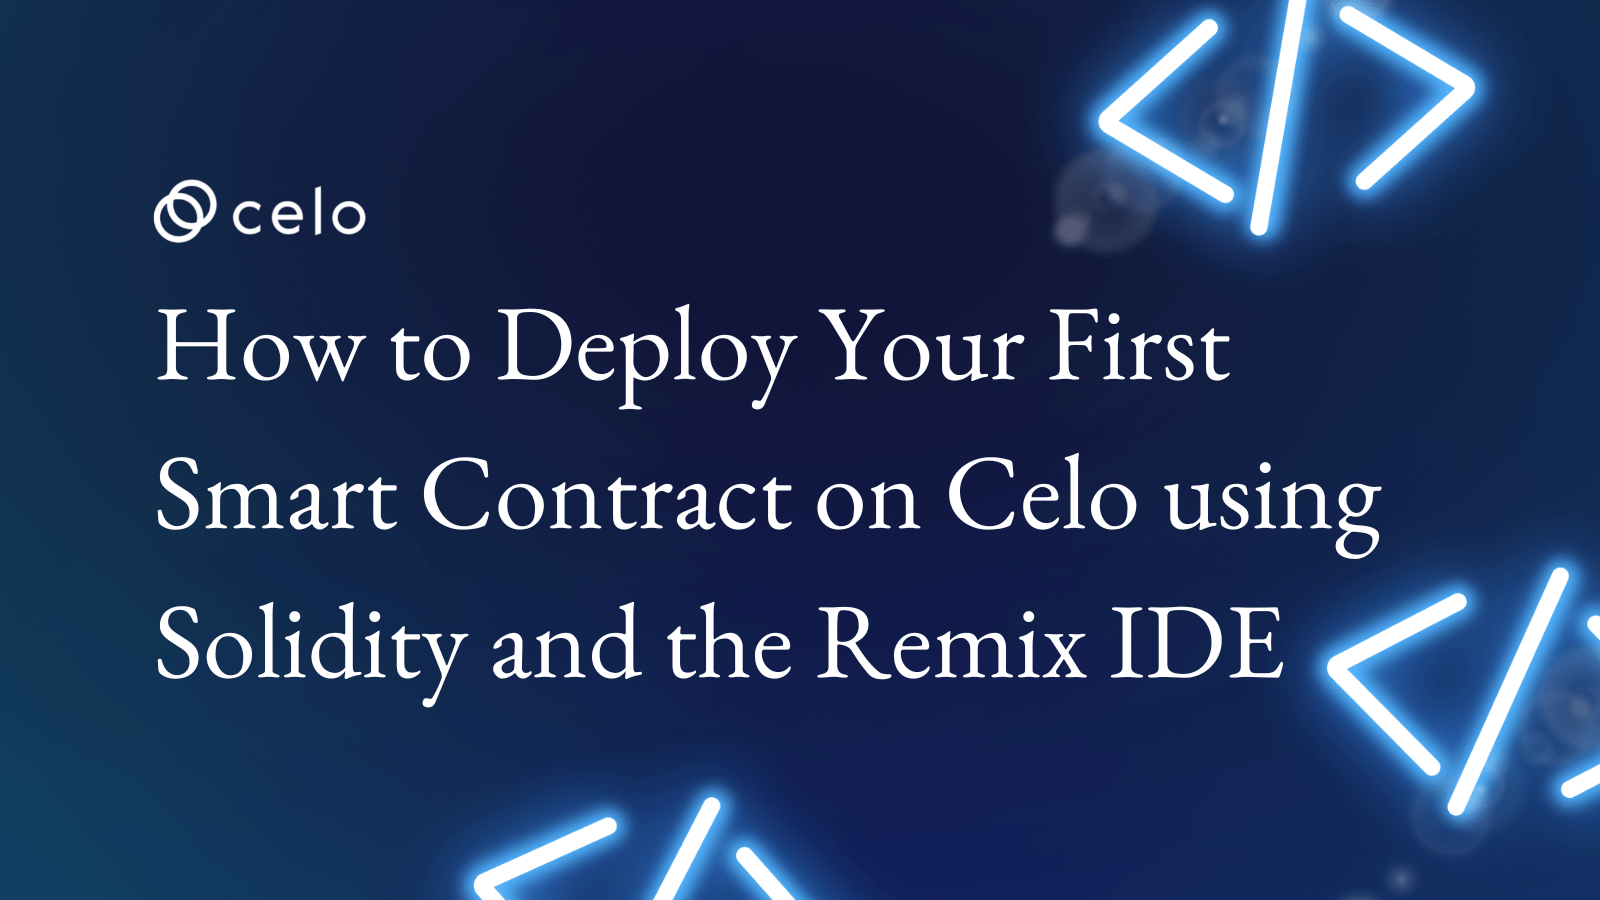 celo
How to Deploy Your First
Smart Contract on Celo using
Solidity and the Remix IDE